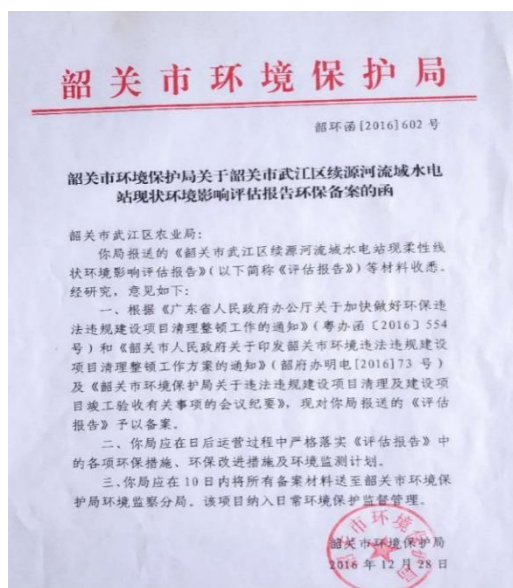 韶关市环境保护局
韶环函[2016]602 号
韶关市环境保护局关于韶关市武江区续源河流域水电
站现状环境影响评估报告环保备案的函
韶关市武江区农业局:
你局报送的《韶关市武江区续源河流域水电站现柔性线
状环境影响评估报告》(以下简称《评估报告》)等材料收悉。
经研究,意见如下:
一、根据《广东省人民政府办公厅关于加快做好环保违
法违规建设项目清理整顿工作的通知》(粤办函〔2016〕554
号)和《韶关市人民政府关于印发韶关市环境违法违规建设
项目清理整顿工作方案的通知》(韶府办明电[2016]73 号)
及《韶关市环境保护局关于违法违规建设项目清理及建设项
目竣工验收有关事项的会议纪要》,现对你局报送的《评估
报告》予以备案。
二、你局应在日后运营过程中严格落实《评估报告》中
的各项环保措施、环保改进措施及环境监测计划。
三、你局应在 10 日内将所有备案材料送至韶关市环境保
护局环境监察分局。该项目纳入日常环境保护监督管理。
韶关市环境保护局
2016 年 12 月 28 日
韶关市环境保护局